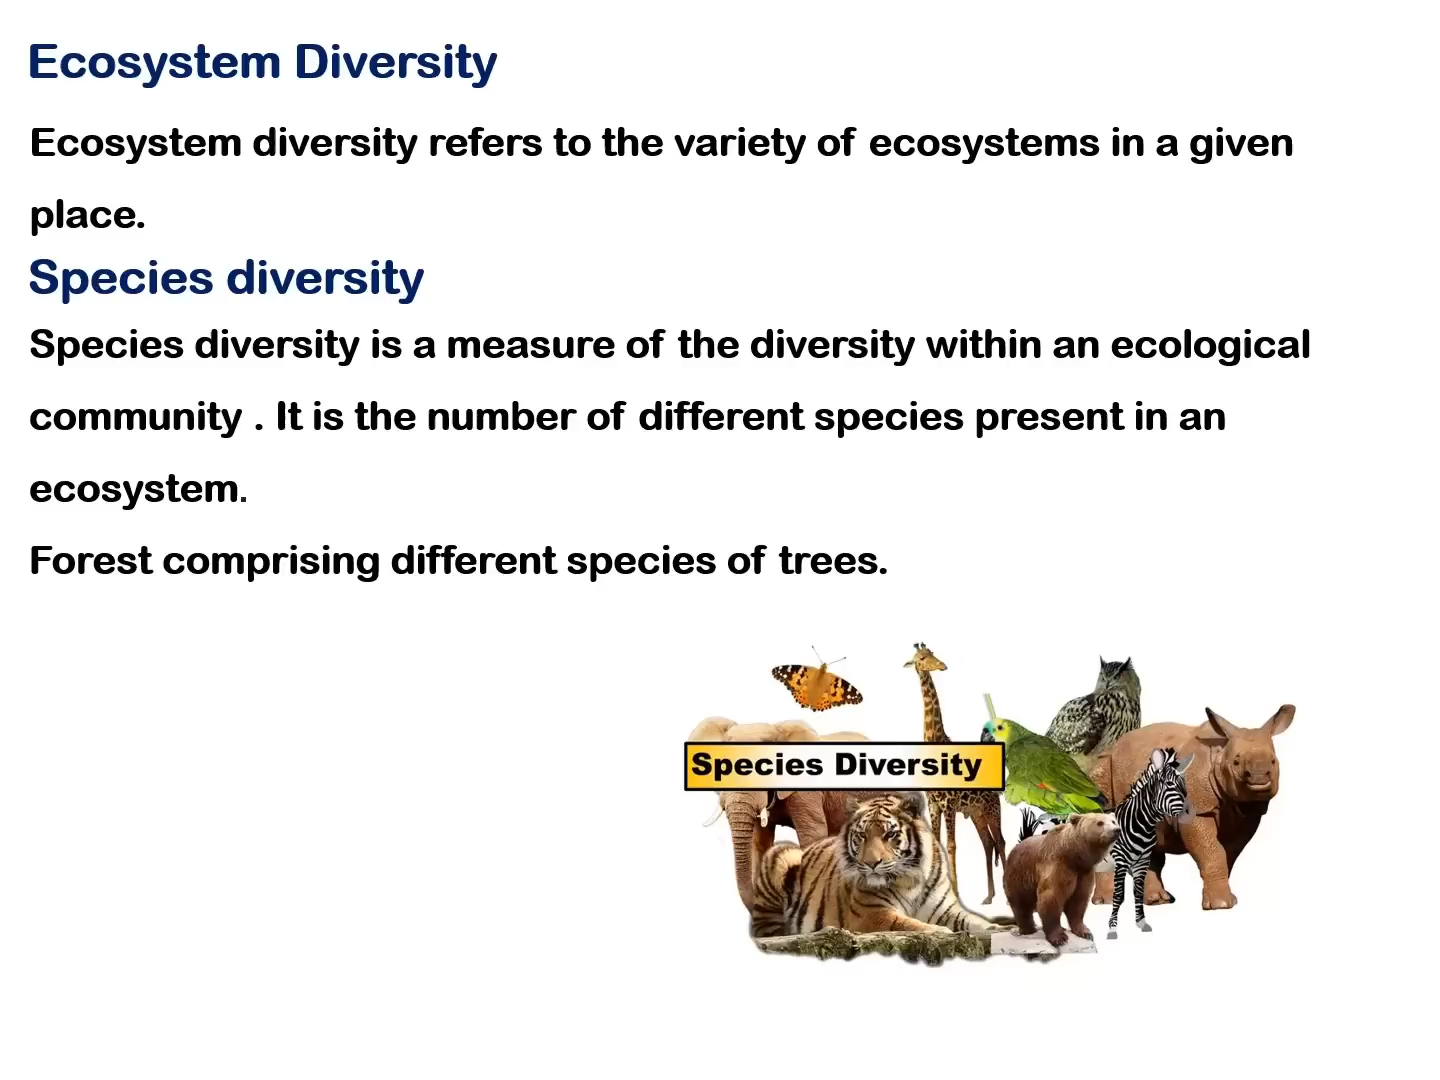 Ecosystem Diversity
Ecosystem diversity refers to the variety of ecosystems in a given
place.
Species diversity
Species diversity is a measure of the diversity within an ecological
community . It is the number of different species present in an
ecosystem.
Forest comprising different species of trees.
Species Diversity